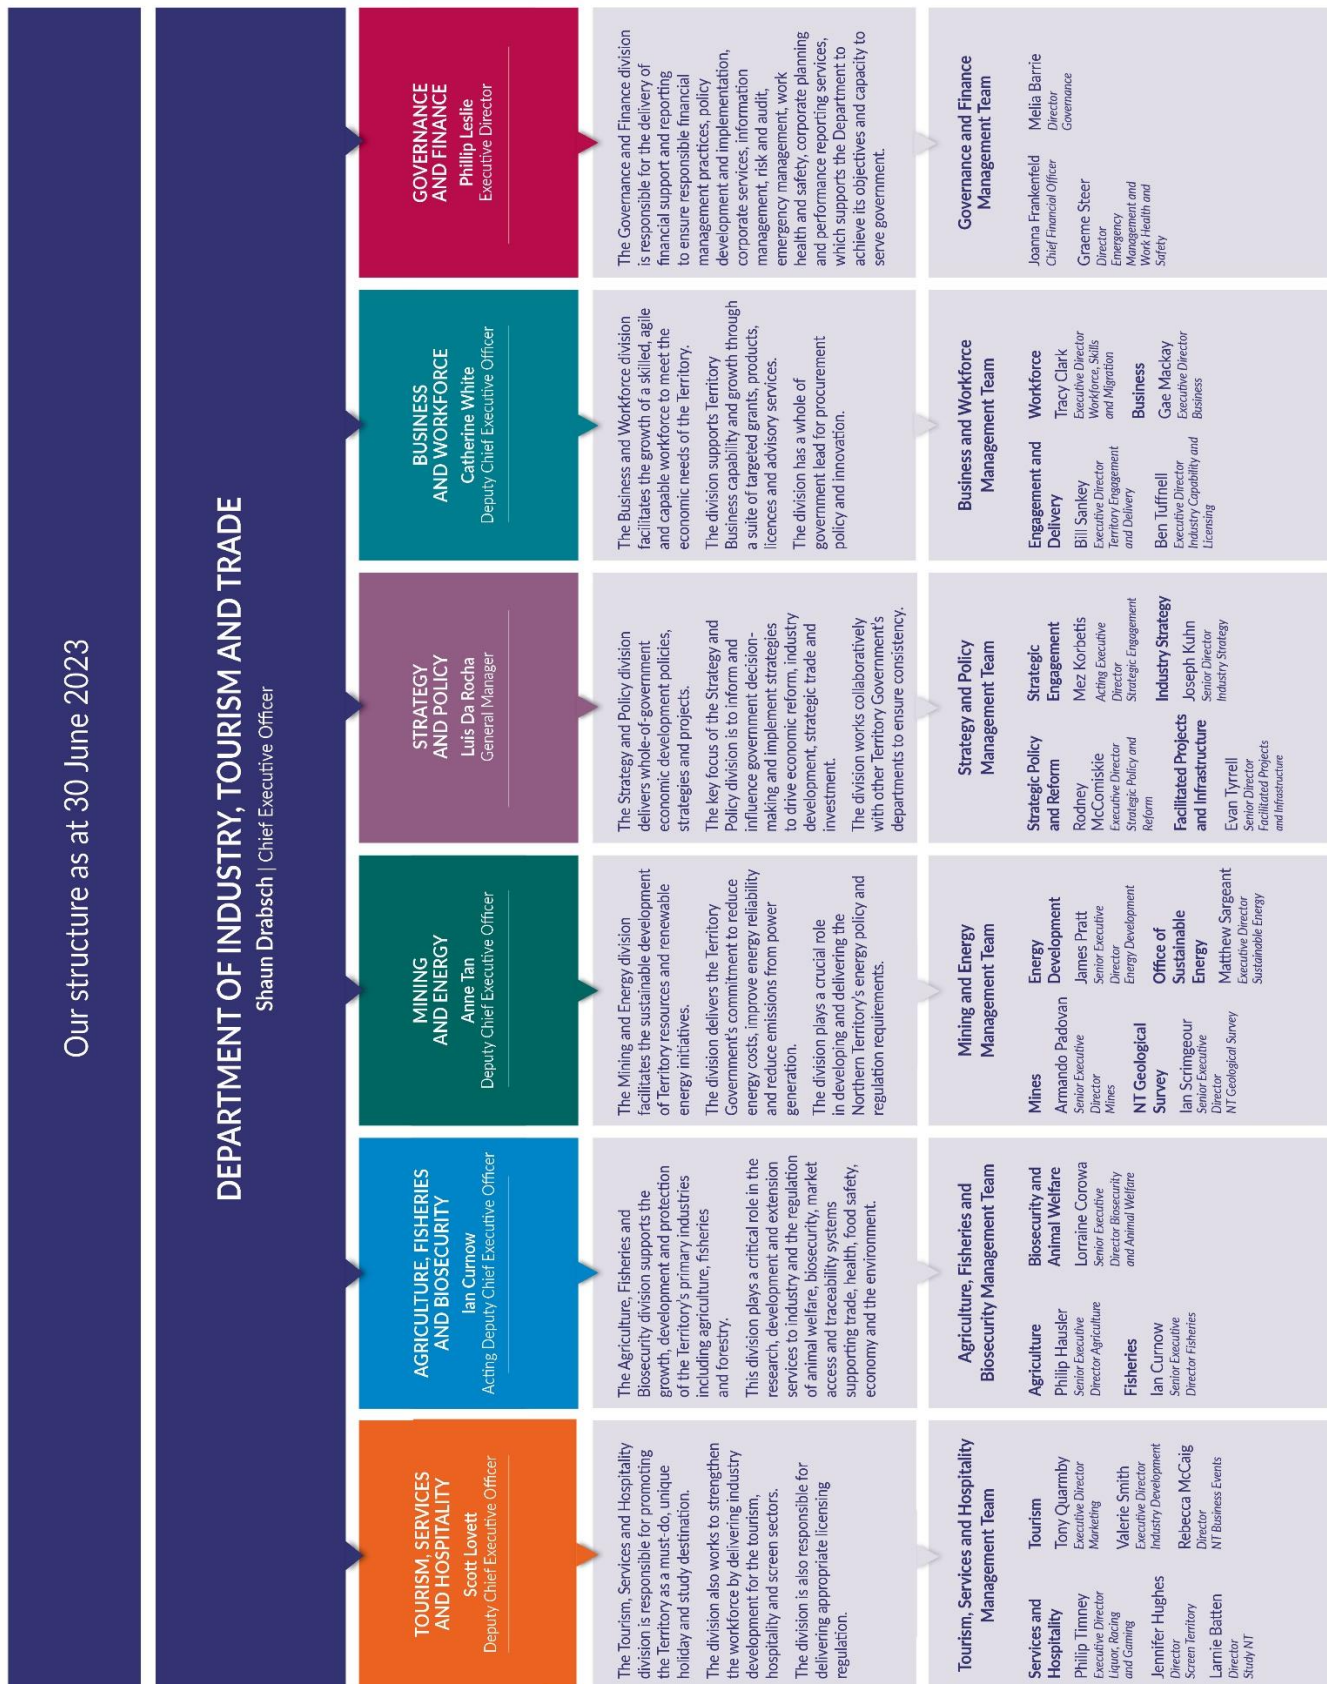 Our structure as at 30 June 2023
DEPARTMENT OF INDUSTRY, TOURISM AND TRADE
Shaun Drabsch | Chief Executive Officer
TOURISM, SERVICES
AND HOSPITALITY
Scott Lovett
Deputy Chief Executive Officer
The Tourism, Services and Hospitality
division is responsible for promoting
the Territory as a must-do, unique
holiday and study destination.
The division also works to strengthen
the workforce by delivering industry
development for the tourism,
hospitality and screen sectors.
The division is also responsible for
delivering appropriate licensing
regulation.
Tourism, Services and Hospitality
Management Team
Services and
Hospitality
Philip Timney
Executive Director
Liquor, Racing
and Gaming
Jennifer Hughes
Director
Screen Territory
Larnie Batten
Director
Study NT
Tourism
Tony Quarmby
Executive Director
Marketing
Valerie Smith
Executive Director
Industry Development
Rebecca McCaig
Director
NT Business Events
AGRICULTURE, FISHERIES
AND BIOSECURITY
Ian Curnow
Acting Deputy Chief Executive Officer
The Agriculture, Fisheries and
Biosecurity division supports the
growth, development and protection
of the Territory's primary industries
including agriculture, fisheries
and forestry.
This division plays a critical role in the
research, development and extension
services to industry and the regulation
of animal welfare, biosecurity, market
access and traceability systems
supporting trade, health, food safety,
economy and the environment.
Agriculture, Fisheries and
Biosecurity Management Team
Agriculture
Philip Hausler
Senior Executive
Director Agriculture
Fisheries
Ian Curnow
Senior Executive
Director Fisheries
Biosecurity and
Animal Welfare
Lorraine Corowa
Senior Executive
Director Biosecurity
and Animal Welfare
MINING
AND ENERGY
Anne Tan
Deputy Chief Executive Officer
The Mining and Energy division
facilitates the sustainable development
of Territory resources and renewable
energy initiatives.
The division delivers the Territory
Government's commitment to reduce
energy costs, improve energy reliability
and reduce emissions from power
generation.
The division plays a crucial role
in developing and delivering the
Northern Territory's energy policy and
regulation requirements.
Mining and Energy
Management Team
Mines
Armando Padovan
Senior Executive
Director
Mines
NT Geological
Survey
Ian Scrimgeour
Senior Executive
Director
NT Geological Survey
Energy
Development
James Pratt
Senior Executive
Director
Energy Development
Office of
Sustainable
Energy
Matthew Sargeant
Executive Director
Sustainable Energy
STRATEGY
AND POLICY
Luis Da Rocha
General Manager
The Strategy and Policy division
delivers whole-of-government
economic development policies,
strategies and projects.
The key focus of the Strategy and
Policy division is to inform and
influence government decision-
making and implement strategies
to drive economic reform, industry
development, strategic trade and
investment.
The division works collaboratively
with other Territory Government's
departments to ensure consistency.
Strategy and Policy
Management Team
Strategic Policy
and Reform
Rodney
McComiskie
Executive Director
Strategic Policy and
Reform
Facilitated Projects
and Infrastructure
Evan Tyrrell
Senior Director
Facilitated Projects
and Infrastructure
Strategic
Engagement
Mez Korbetis
Acting Executive
Director
Strategic Engagement
Industry Strategy
Joseph Kuhn
Senior Director
Industry Strategy
BUSINESS
AND WORKFORCE
Catherine White
Deputy Chief Executive Officer
The Business and Workforce division
facilitates the growth of a skilled, agile
and capable workforce to meet the
economic needs of the Territory.
The division supports Territory
Business capability and growth through
a suite of targeted grants, products,
licences and advisory services.
The division has a whole of
government lead for procurement
policy and innovation.
Business and Workforce
Management Team
Engagement and
Delivery
Bill Sankey
Executive Director
Territory Engagement
and Delivery
Ben Tuffnell
Executive Director
Industry Capability and
Licensing
Workforce
Tracy Clark
Executive Director
Workforce, Skills
and Migration
Business
Gae Mackay
Executive Director
Business
GOVERNANCE
AND FINANCE
Phillip Leslie
Executive Director
The Governance and Finance division
is responsible for the delivery of
financial support and reporting
to ensure responsible financial
management practices, policy
development and implementation,
corporate services, information
management, risk and audit,
emergency management, work
health and safety, corporate planning
and performance reporting services,
which supports the Department to
achieve its objectives and capacity to
serve government.
Governance and Finance
Management Team
Joanna Frankenfeld
Chief Financial Officer
Graeme Steer
Director
Emergency
Management and
Work Health and
Safety
Melia Barrie
Director
Governance